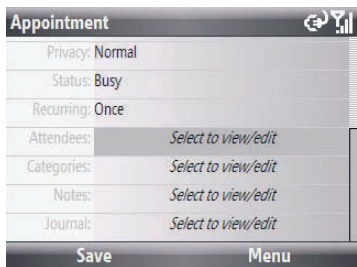 Appointment
Privacy: Normal
Status: Busy
Recurring: Once
Attendees: Select to view/edit
Categories: Select to view/edit
Notes: Select to view/edit
Journal: Select to view/edit
Save Menu